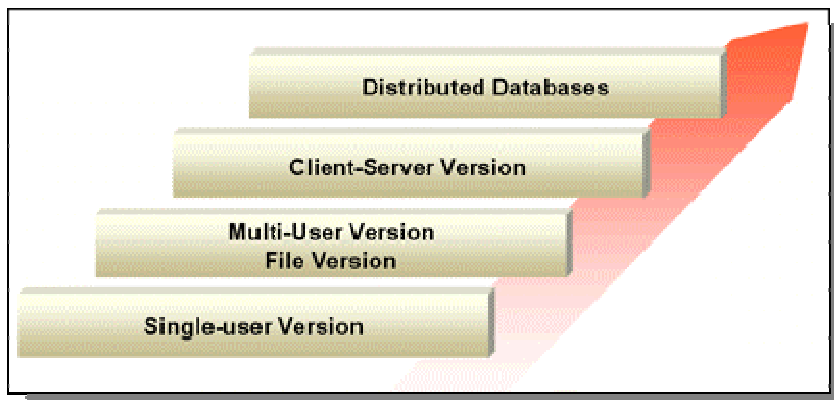 Distributed Databases
Client-Server Version
Multi-User Version
File Version
Single-user Version